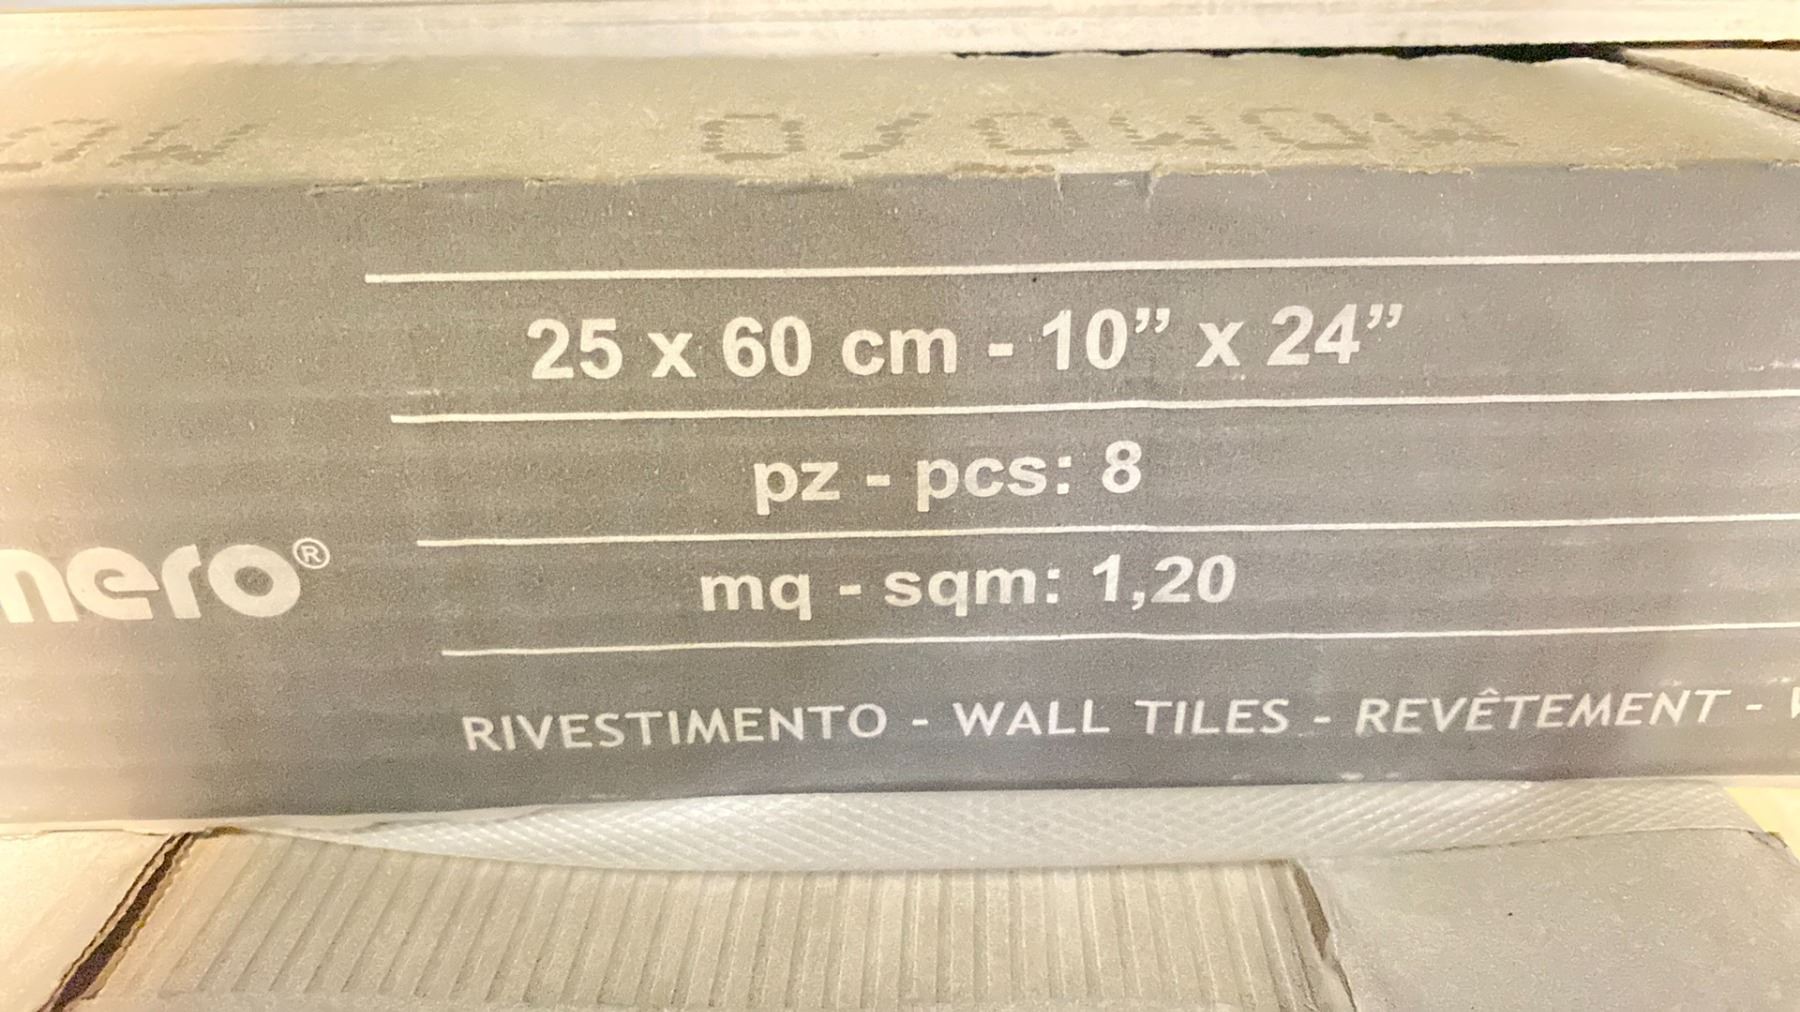 25 x 60 cm - 10” x 24”
pz - pcs: 8
nero®
mq - sqm: 1,20
RIVESTIMENTO - WALL TILES - REVÊTEMENT -